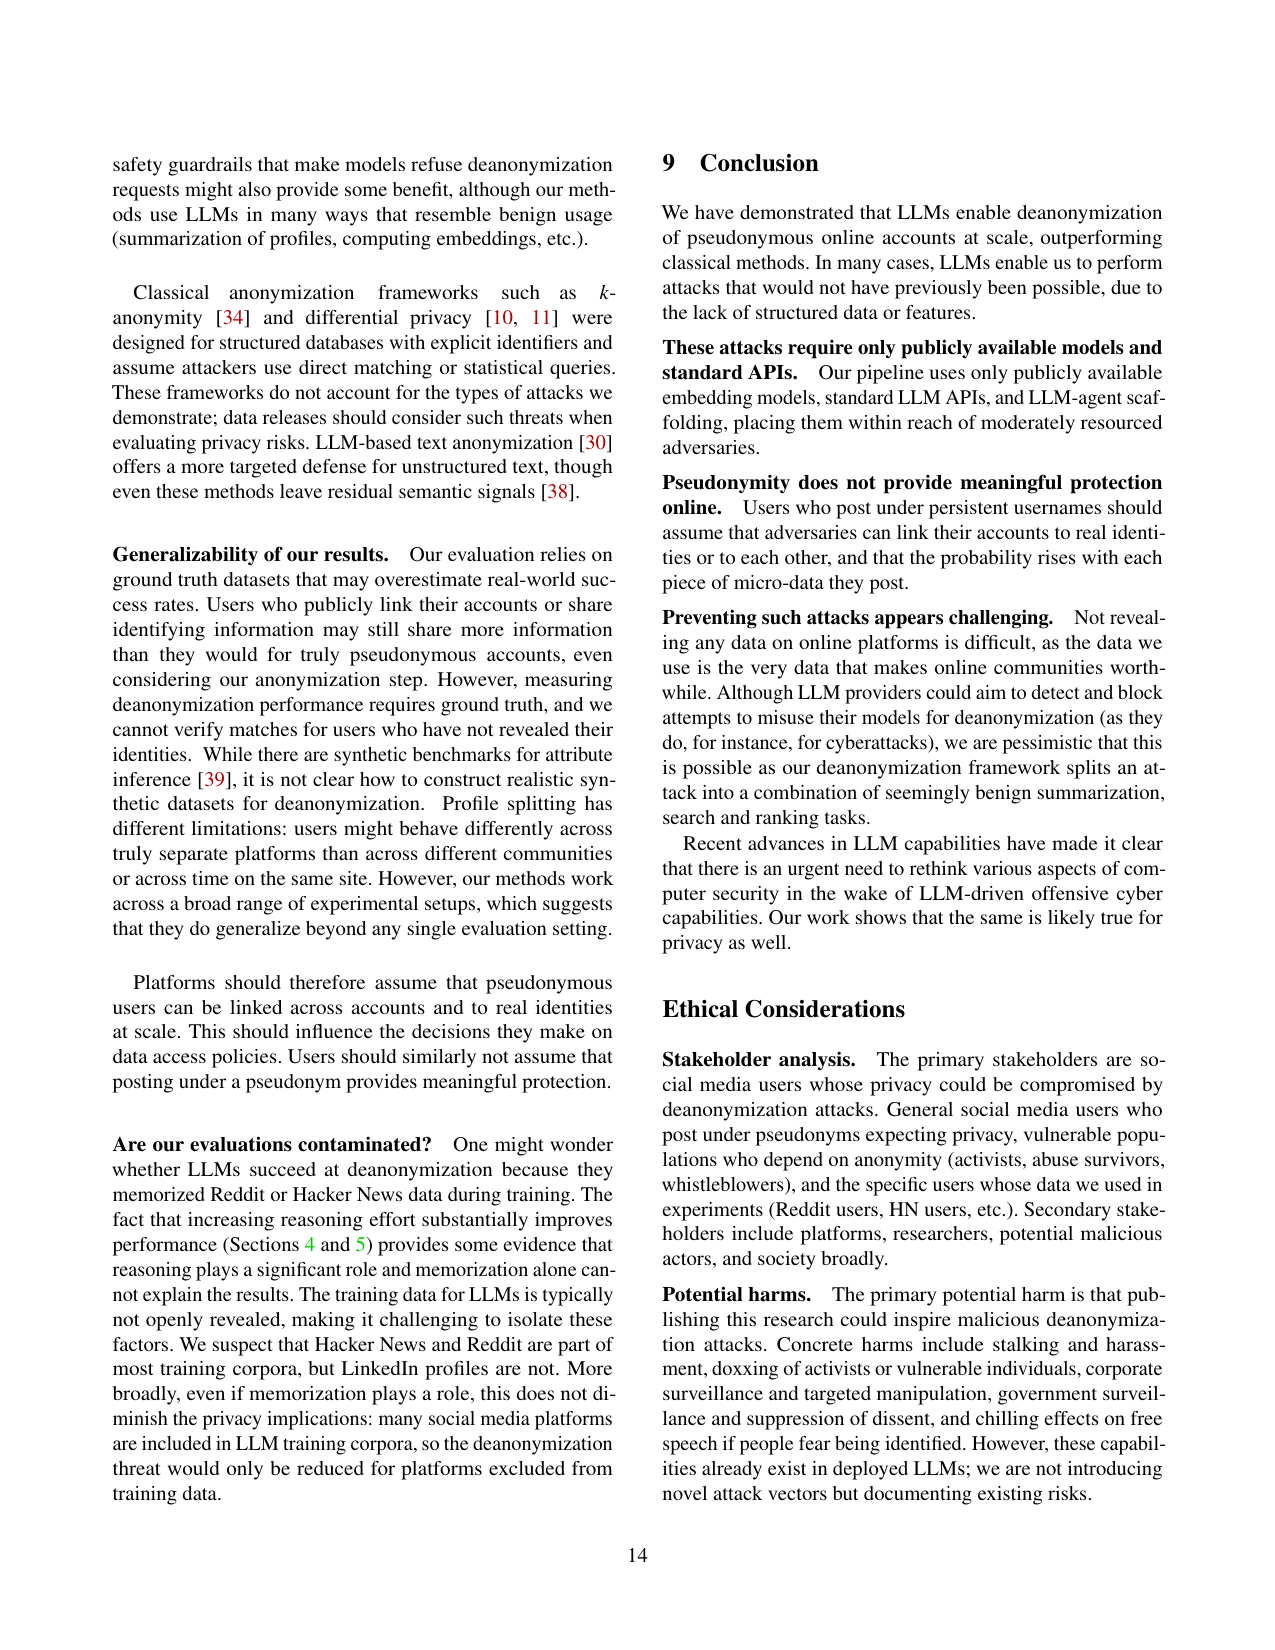 safety guardrails that make models refuse deanonymization
requests might also provide some benefit, although our meth-
ods use LLMs in many ways that resemble benign usage
(summarization of profiles, computing embeddings, etc.).
Classical anonymization frameworks such as k-
anonymity [34] and differential privacy [10, 11] were
designed for structured databases with explicit identifiers and
assume attackers use direct matching or statistical queries.
These frameworks do not account for the types of attacks we
demonstrate; data releases should consider such threats when
evaluating privacy risks. LLM-based text anonymization [30]
offers a more targeted defense for unstructured text, though
even these methods leave residual semantic signals [38].
Generalizability of our results. Our evaluation relies on
ground truth datasets that may overestimate real-world suc-
cess rates. Users who publicly link their accounts or share
identifying information may still share more information
than they would for truly pseudonymous accounts, even
considering our anonymization step. However, measuring
deanonymization performance requires ground truth, and we
cannot verify matches for users who have not revealed their
identities. While there are synthetic benchmarks for attribute
inference [39], it is not clear how to construct realistic syn-
thetic datasets for deanonymization. Profile splitting has
different limitations: users might behave differently across
truly separate platforms than across different communities
or across time on the same site. However, our methods work
across a broad range of experimental setups, which suggests
that they do generalize beyond any single evaluation setting.
Platforms should therefore assume that pseudonymous
users can be linked across accounts and to real identities
at scale. This should influence the decisions they make on
data access policies. Users should similarly not assume that
posting under a pseudonym provides meaningful protection.
Are our evaluations contaminated? One might wonder
whether LLMs succeed at deanonymization because they
memorized Reddit or Hacker News data during training. The
fact that increasing reasoning effort substantially improves
performance (Sections 4 and 5) provides some evidence that
reasoning plays a significant role and memorization alone can-
not explain the results. The training data for LLMs is typically
not openly revealed, making it challenging to isolate these
factors. We suspect that Hacker News and Reddit are part of
most training corpora, but LinkedIn profiles are not. More
broadly, even if memorization plays a role, this does not di-
minish the privacy implications: many social media platforms
are included in LLM training corpora, so the deanonymization
threat would only be reduced for platforms excluded from
training data.
9 Conclusion
We have demonstrated that LLMs enable deanonymization
of pseudonymous online accounts at scale, outperforming
classical methods. In many cases, LLMs enable us to perform
attacks that would not have previously been possible, due to
the lack of structured data or features.
These attacks require only publicly available models and
standard APIs. Our pipeline uses only publicly available
embedding models, standard LLM APIs, and LLM-agent scaf-
folding, placing them within reach of moderately resourced
adversaries.
Pseudonymity does not provide meaningful protection
online. Users who post under persistent usernames should
assume that adversaries can link their accounts to real identi-
ties or to each other, and that the probability rises with each
piece of micro-data they post.
Preventing such attacks appears challenging. Not reveal-
ing any data on online platforms is difficult, as the data we
use is the very data that makes online communities worth-
while. Although LLM providers could aim to detect and block
attempts to misuse their models for deanonymization (as they
do, for instance, for cyberattacks), we are pessimistic that this
is possible as our deanonymization framework splits an at-
tack into a combination of seemingly benign summarization,
search and ranking tasks.
Recent advances in LLM capabilities have made it clear
that there is an urgent need to rethink various aspects of com-
puter security in the wake of LLM-driven offensive cyber
capabilities. Our work shows that the same is likely true for
privacy as well.
Ethical Considerations
Stakeholder analysis. The primary stakeholders are so-
cial media users whose privacy could be compromised by
deanonymization attacks. General social media users who
post under pseudonyms expecting privacy, vulnerable popu-
lations who depend on anonymity (activists, abuse survivors,
whistleblowers), and the specific users whose data we used in
experiments (Reddit users, HN users, etc.). Secondary stake-
holders include platforms, researchers, potential malicious
actors, and society broadly.
Potential harms. The primary potential harm is that pub-
lishing this research could inspire malicious deanonymiza-
tion attacks. Concrete harms include stalking and harass-
ment, doxxing of activists or vulnerable individuals, corporate
surveillance and targeted manipulation, government surveil-
lance and suppression of dissent, and chilling effects on free
speech if people fear being identified. However, these capabil-
ities already exist in deployed LLMs; we are not introducing
novel attack vectors but documenting existing risks.
14